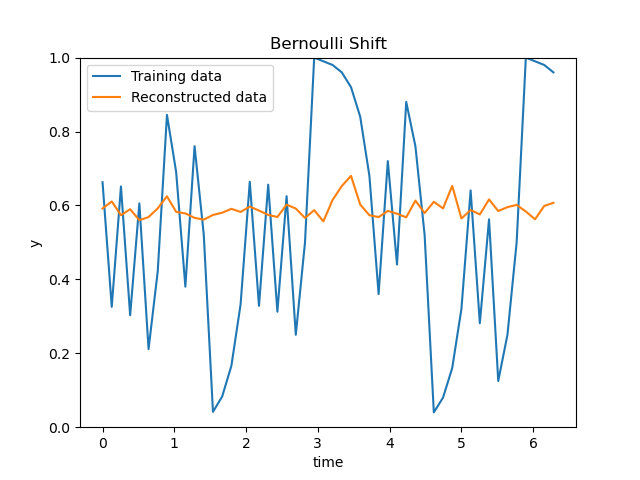 Bernoulli Shift
Training data
Reconstructed data
1.0
0.8
0.6
0.4
0.2
0.0
y
0 1 2 3 4 5 6
time